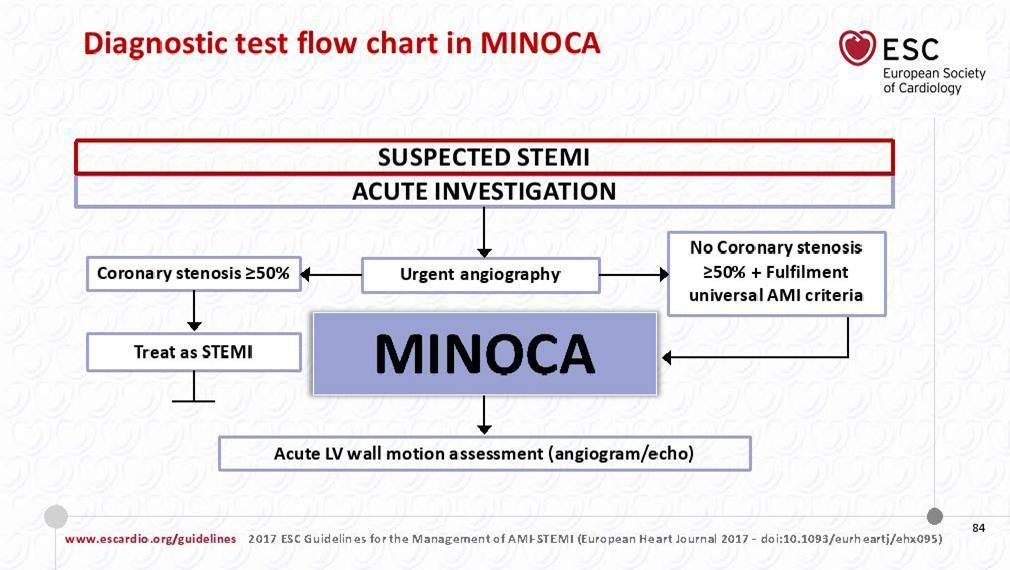 Diagnostic test flow chart in MINOCA
ESC
European Society
of Cardiology
SUSPECTED STEMI
ACUTE INVESTIGATION
Coronary stenosis ≥50%
Urgent angiography
No Coronary stenosis
≥50% + Fulfilment
universal AMI criteria
Treat as STEMI
MINOCA
Acute LV wall motion assessment (angiogram/echo)
84
www.escardio.org/guidelines 2017 ESC Guidelines for the Management of AMI-STEMI (European Heart Journal 2017 - doi:10.1093/eurheartj/ehx095)